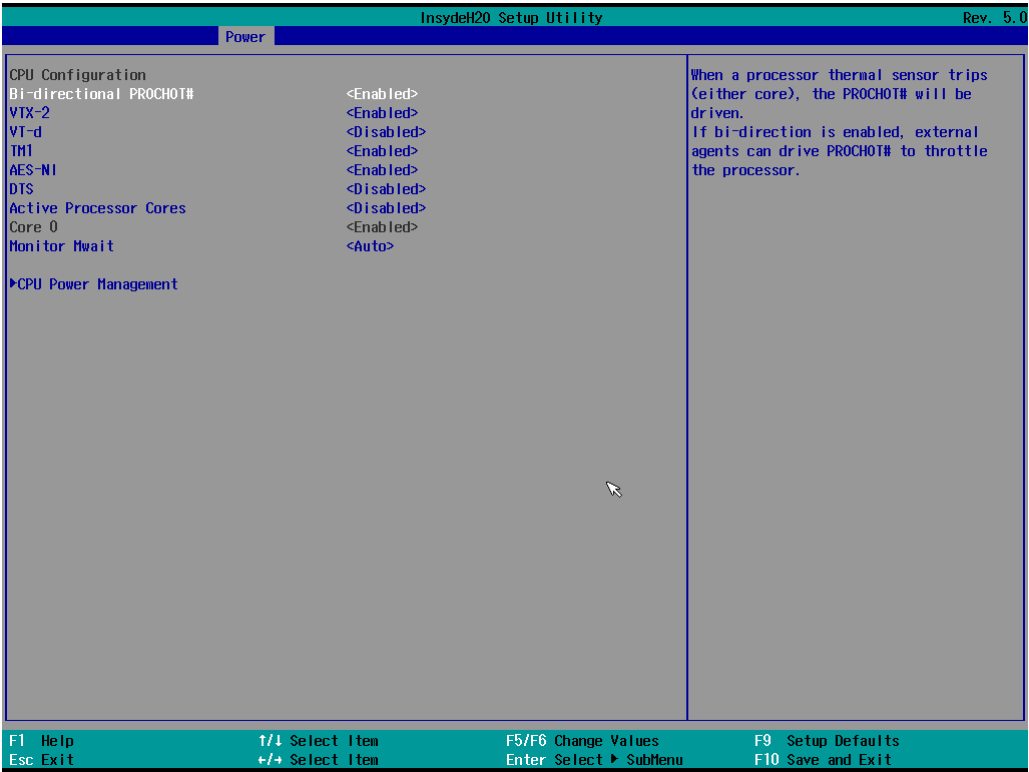 InsydeH20 Setup Utility Rev. 5.0
Power
CPU Configuration
Bi-directional PROCHOT# <Enabled>
VTX-2 <Enabled>
VT-d <Disabled>
TM1 <Enabled>
AES-NI <Enabled>
DTS <Disabled>
Active Processor Cores <Disabled>
Core 0 <Enabled>
Monitor Mwait <Auto>
▶CPU Power Management
When a processor thermal sensor trips
(either core), the PROCHOT# will be
driven.
If bi-direction is enabled, external
agents can drive PROCHOT# to throttle
the processor.
F1 Help ↑/↓ Select Item F5/F6 Change Values F9 Setup Defaults
Esc Exit ←/→ Select Item Enter Select ▶ SubMenu F10 Save and Exit